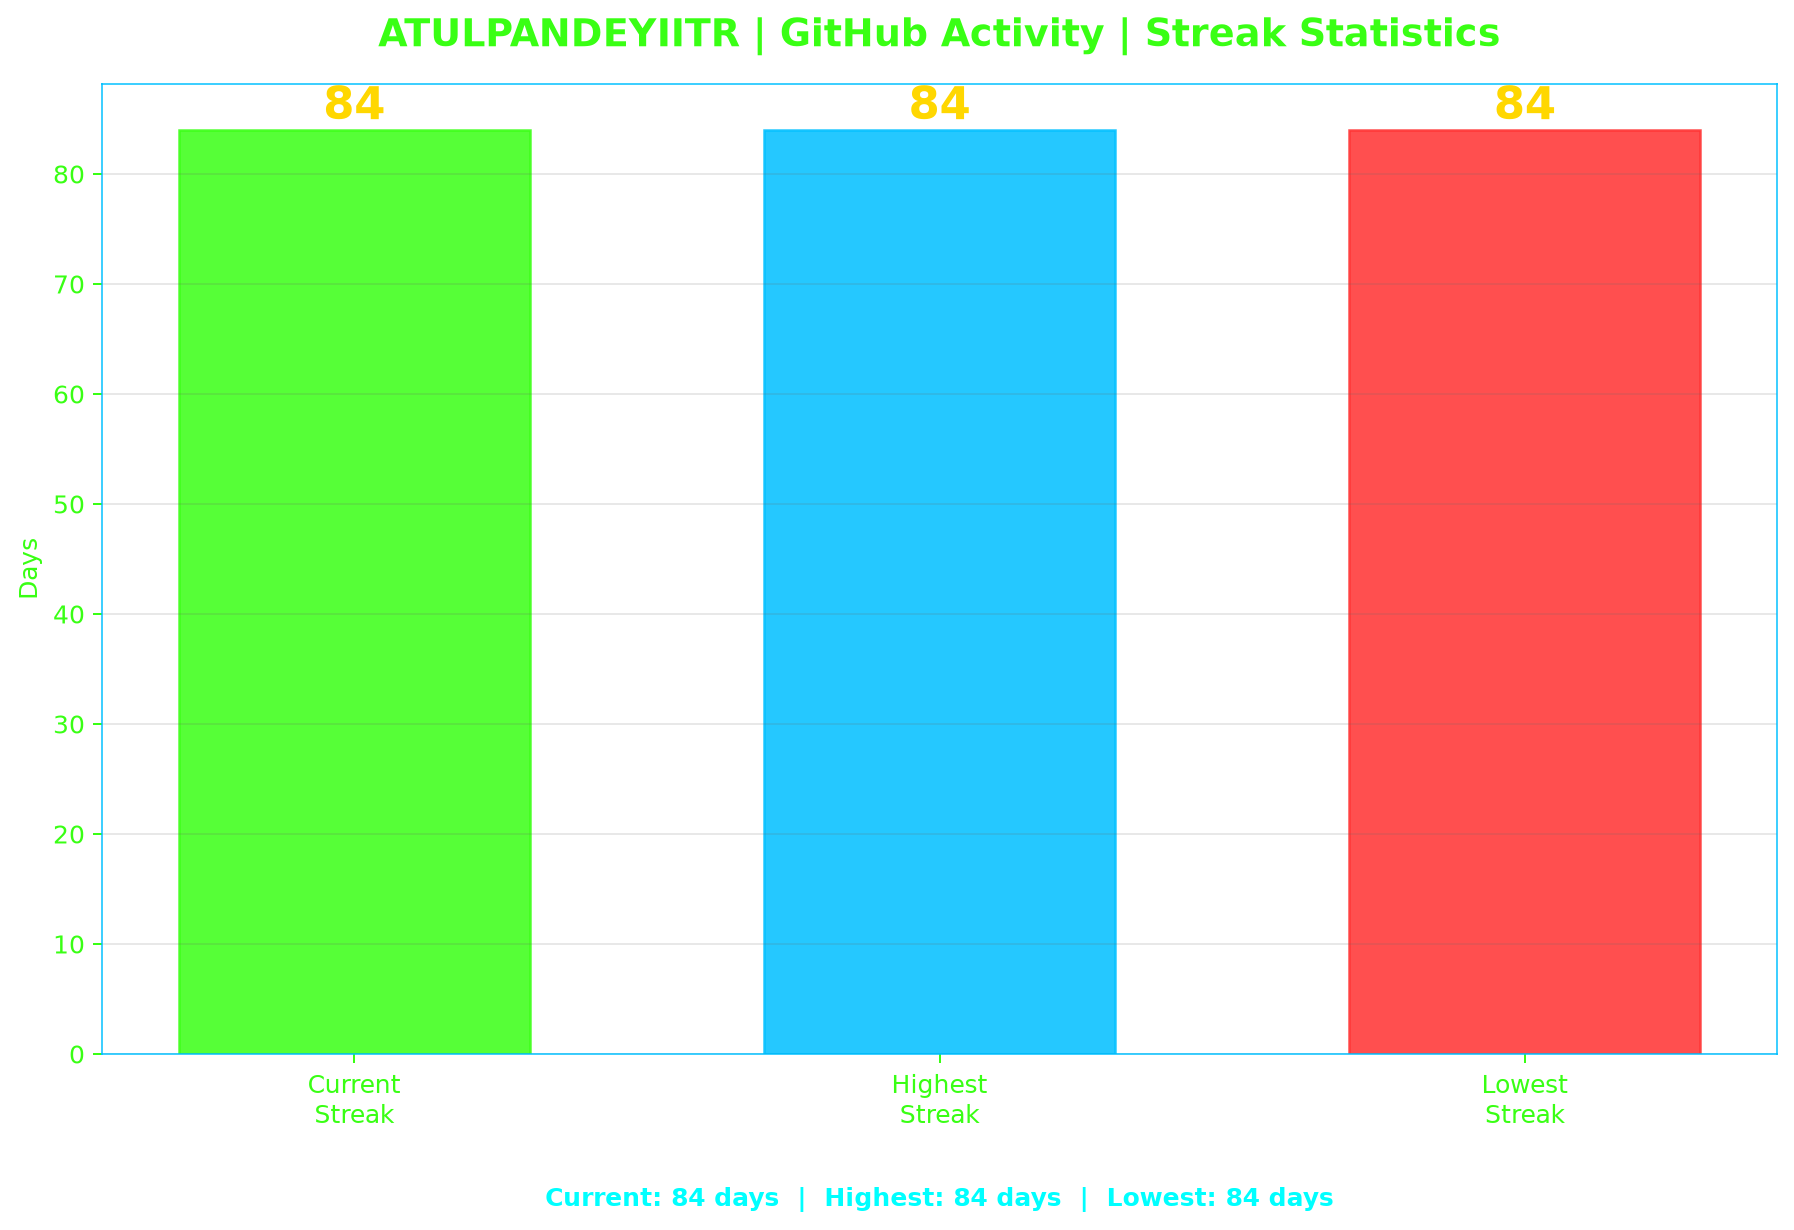 ATULPANDEYIITR | GitHub Activity | Streak Statistics
84 84 84
80
70
60
50
40
30
20
10
0
Days
Current
Streak
Highest
Streak
Lowest
Streak
Current: 84 days | Highest: 84 days | Lowest: 84 days